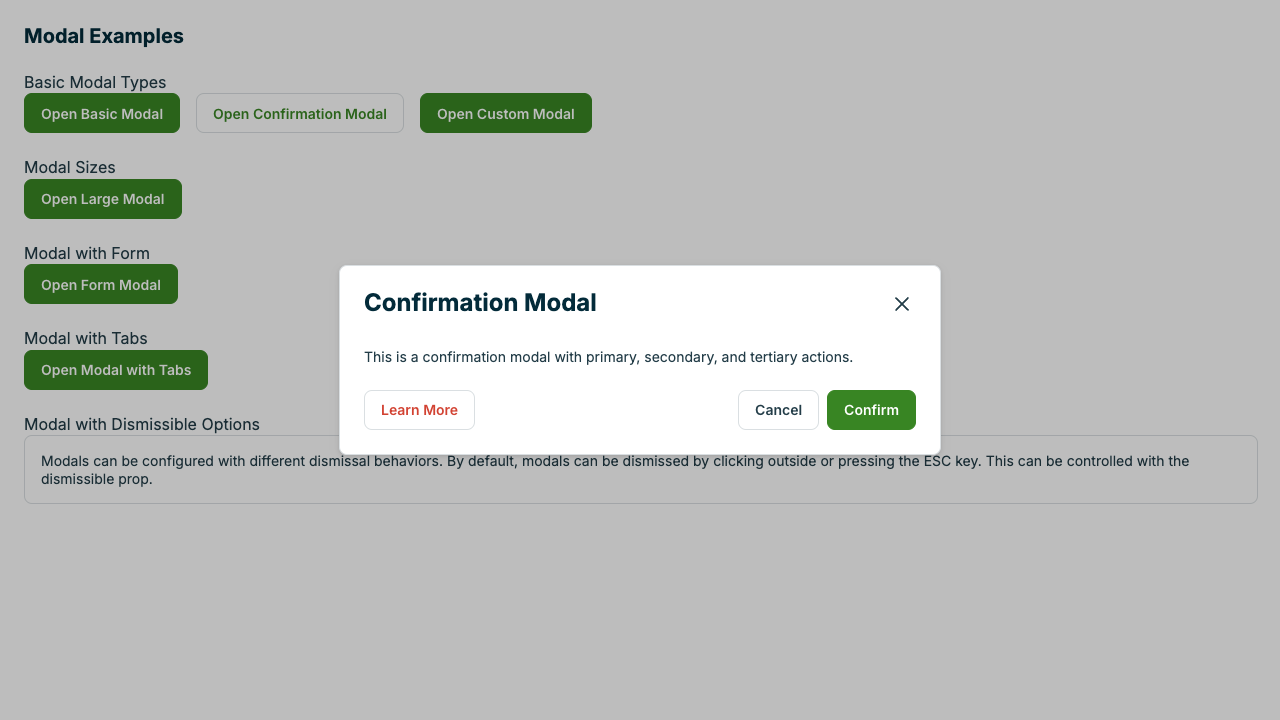 Modal Examples
Basic Modal Types
Open Basic Modal
Open Confirmation Modal
Open Custom Modal
Modal Sizes
Open Large Modal
Modal with Form
Open Form Modal
Modal with Tabs
Open Modal with Tabs
Modal with Dismissible Options
Modals can be configured with different dismissal behaviors. By default, modals can be dismissed by clicking outside or pressing the ESC key. This can be controlled with the
dismissible prop.
Confirmation Modal
This is a confirmation modal with primary, secondary, and tertiary actions.
Learn More
Cancel
Confirm